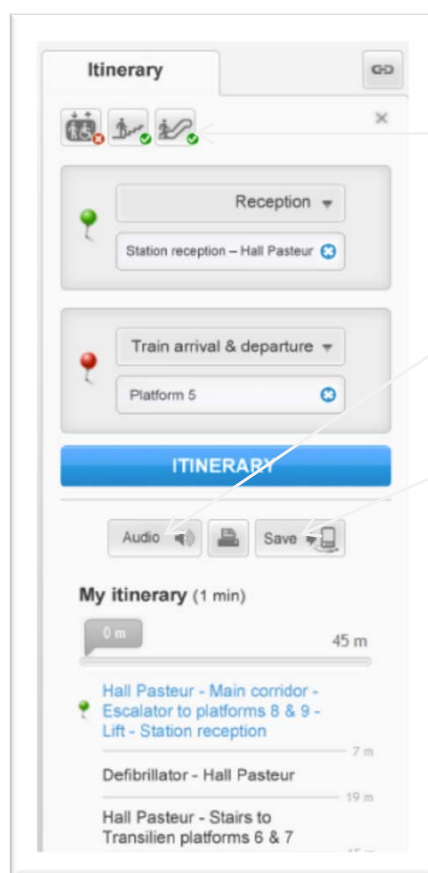 Itinerary
Reception
Station reception – Hall Pasteur
Train arrival & departure
Platform 5
ITINERARY
Audio
Save
My itinerary (1 min)
0 m
45 m
Hall Pasteur - Main corridor -
Escalator to platforms 8 & 9 -
Lift - Station reception
7 m
Defibrillator - Hall Pasteur
19 m
Hall Pasteur - Stairs to
Transilien platforms 6 & 7